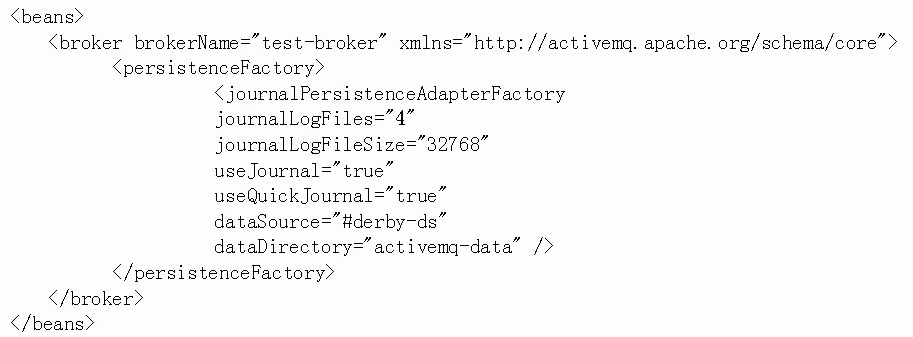 <beans>
<broker brokerName="test-broker" xmlns="http://activemq.apache.org/schema/core">
<persistenceFactory>
<journalPersistenceAdapterFactory
journalLogFiles="4"
journalLogFileSize="32768"
useJournal="true"
useQuickJournal="true"
dataSource="#derby-ds"
dataDirectory="activemq-data" />
</persistenceFactory>
</broker>
</beans>